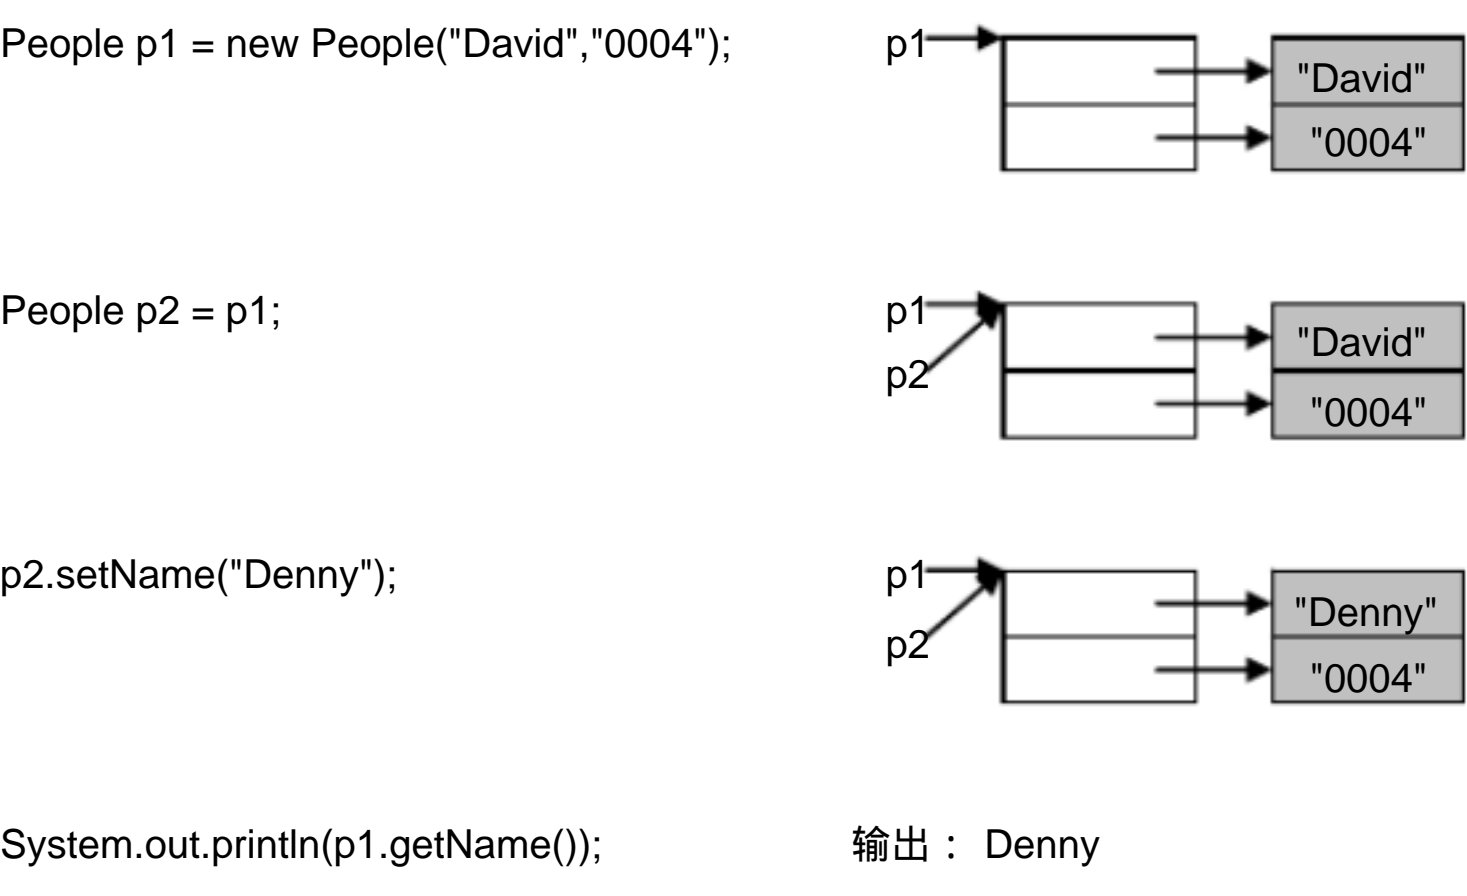 People p1 = new People("David","0004");
p1
"David"
"0004"
People p2 = p1;
p1
p2
"David"
"0004"
p2.setName("Denny");
p1
p2
"Denny"
"0004"
System.out.println(p1.getName());
输出： Denny